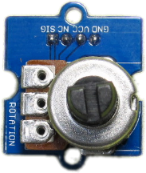 GND VCC NC SIG
ROTATION